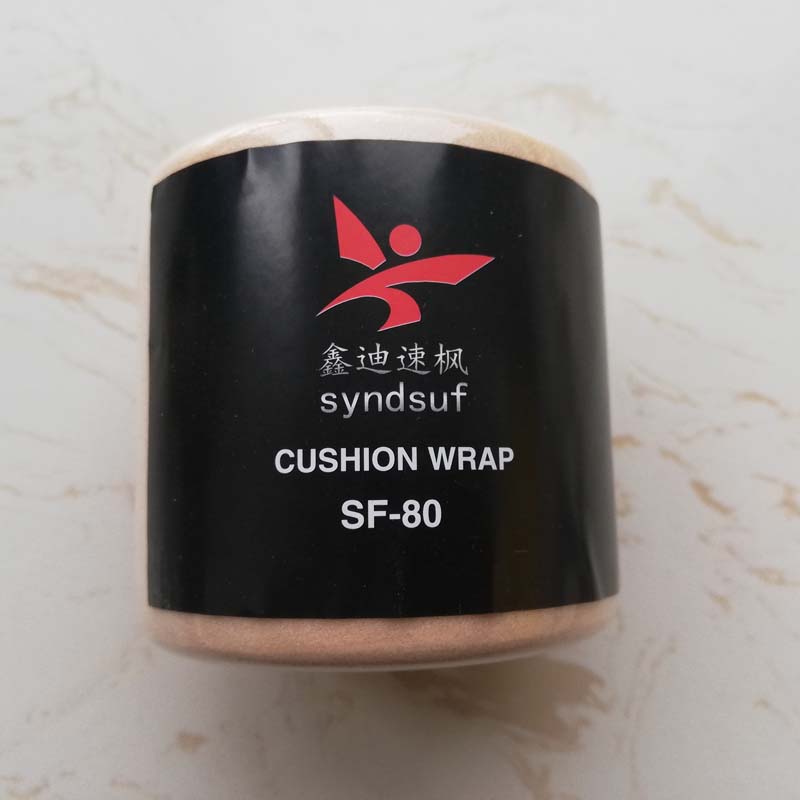 鑫迪速枫
syndsuf
CUSHION WRAP
SF-80